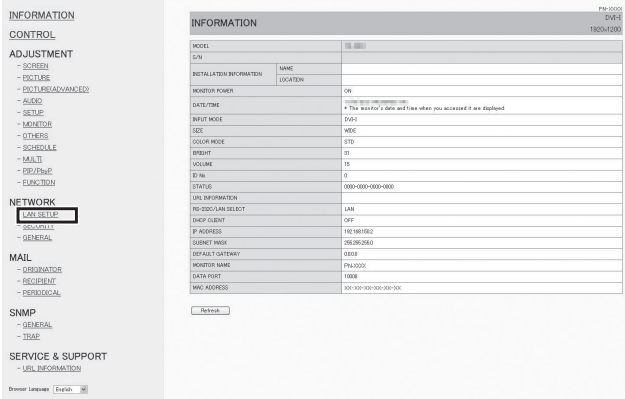 INFORMATION
CONTROL
ADJUSTMENT
- SCREEN
- PICTURE
- PICTURE(ADVANCED)
- AUDIO
- SETUP
- MONITOR
- OTHERS
- SCHEDULE
- MULTI
- PIP/PbyP
- FUNCTION
NETWORK
LAN SETUP
- SECURITY
- GENERAL
MAIL
- ORIGINATOR
- RECIPIENT
- PERIODICAL
SNMP
- GENERAL
- TRAP
SERVICE & SUPPORT
- URL INFORMATION
Browser Language English
PN-XXXX
INFORMATION DVI-I
1920x1200
MODEL
S/N
INSTALLATION INFORMATION NAME
LOCATION
MONITOR POWER ON
DATE/TIME
* The monitor's date and time when you accessed it are displayed.
INPUT MODE DVI-I
SIZE WIDE
COLOR MODE STD
BRIGHT 31
VOLUME 15
ID No. 0
STATUS 0000-0000-0000-0000
URL INFORMATION
RS-232C/LAN SELECT LAN
DHCP CLIENT OFF
IP ADDRESS 192.168.150.2
SUBNET MASK 255.255.255.0
DEFAULT GATEWAY 0.0.0.0
MONITOR NAME PN-XXXX
DATA PORT 10008
MAC ADDRESS XX-XX-XX-XX-XX-XX
Refresh